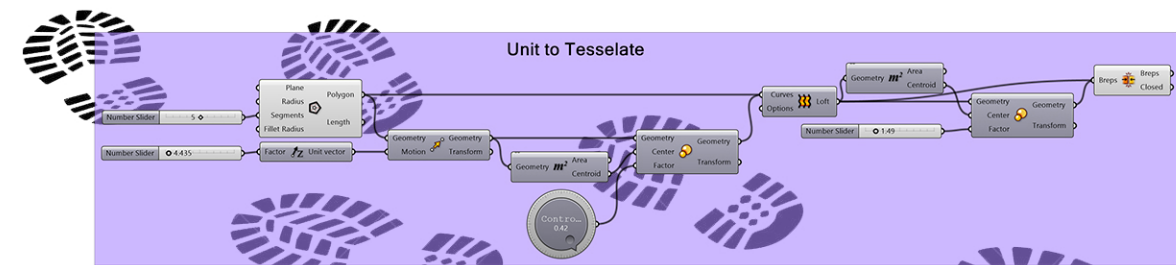 Unit to Tesselate
Number Slider 5
Plane
Radius
Segments
Fillet Radius
Polygon
Length
Number Slider 4.435
Factor Z Unit vector
Geometry
Motion
Geometry
Transform
Geometry m²
Area
Centroid
Contro...
0.42
Geometry
Center
Factor
Geometry
Transform
Curves
Options
Loft
Geometry m²
Area
Centroid
Number Slider 1.49
Geometry
Center
Factor
Geometry
Transform
Breps
Breps
Closed